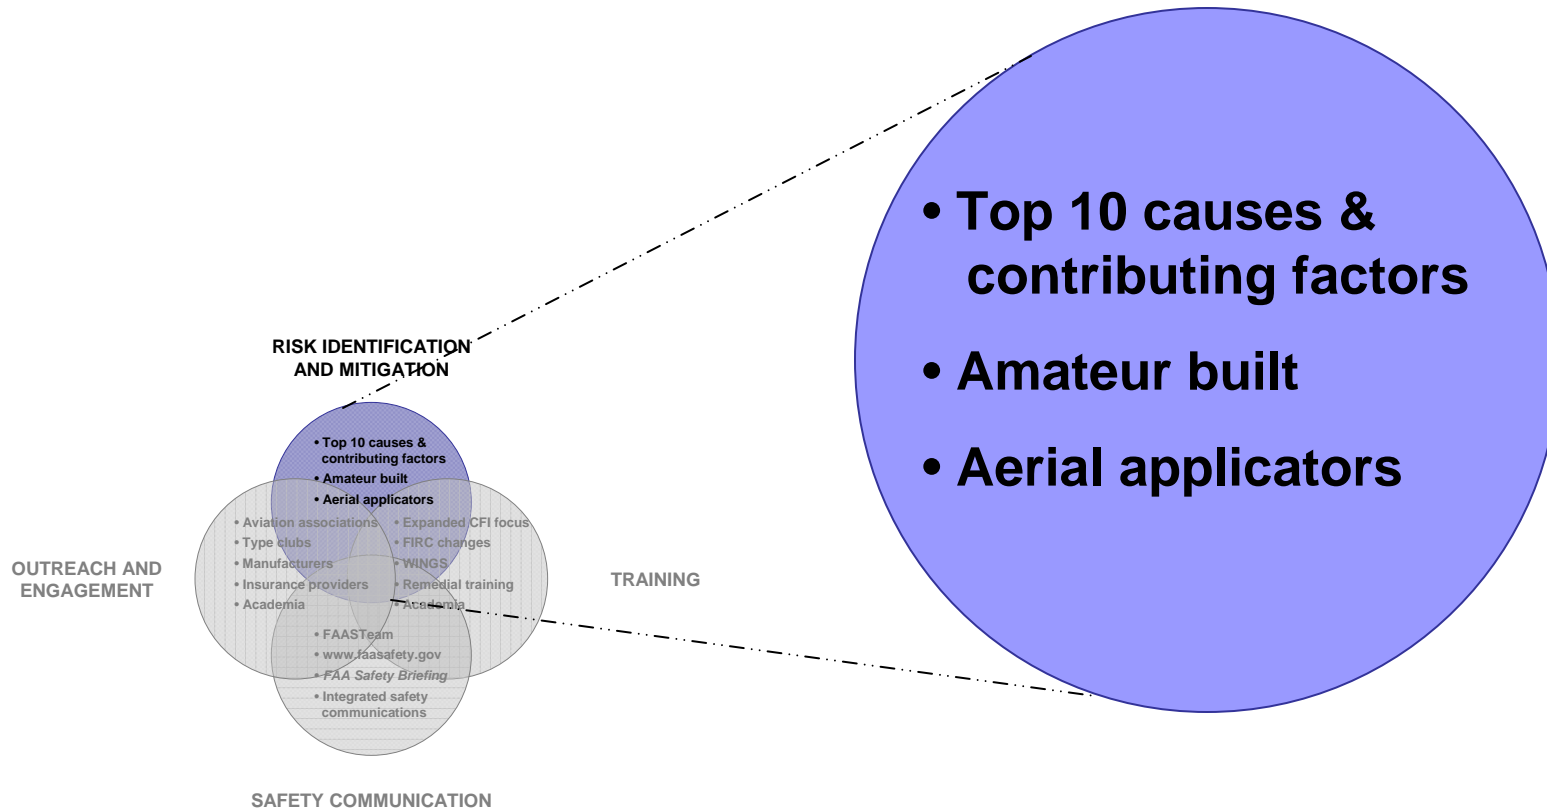 RISK IDENTIFICATION
AND MITIGATION
• Top 10 causes &
contributing factors
• Amateur built
• Aerial applicators
OUTREACH AND
ENGAGEMENT
• Aviation associations
• Type clubs
• Manufacturers
• Insurance providers
• Academia
• Expanded CFI focus
• FIRC changes
• WINGS
• Remedial training
• Academia
TRAINING
• FAASTeam
• www.faasafety.gov
• FAA Safety Briefing
• Integrated safety
communications
SAFETY COMMUNICATION
• Top 10 causes &
contributing factors
• Amateur built
• Aerial applicators